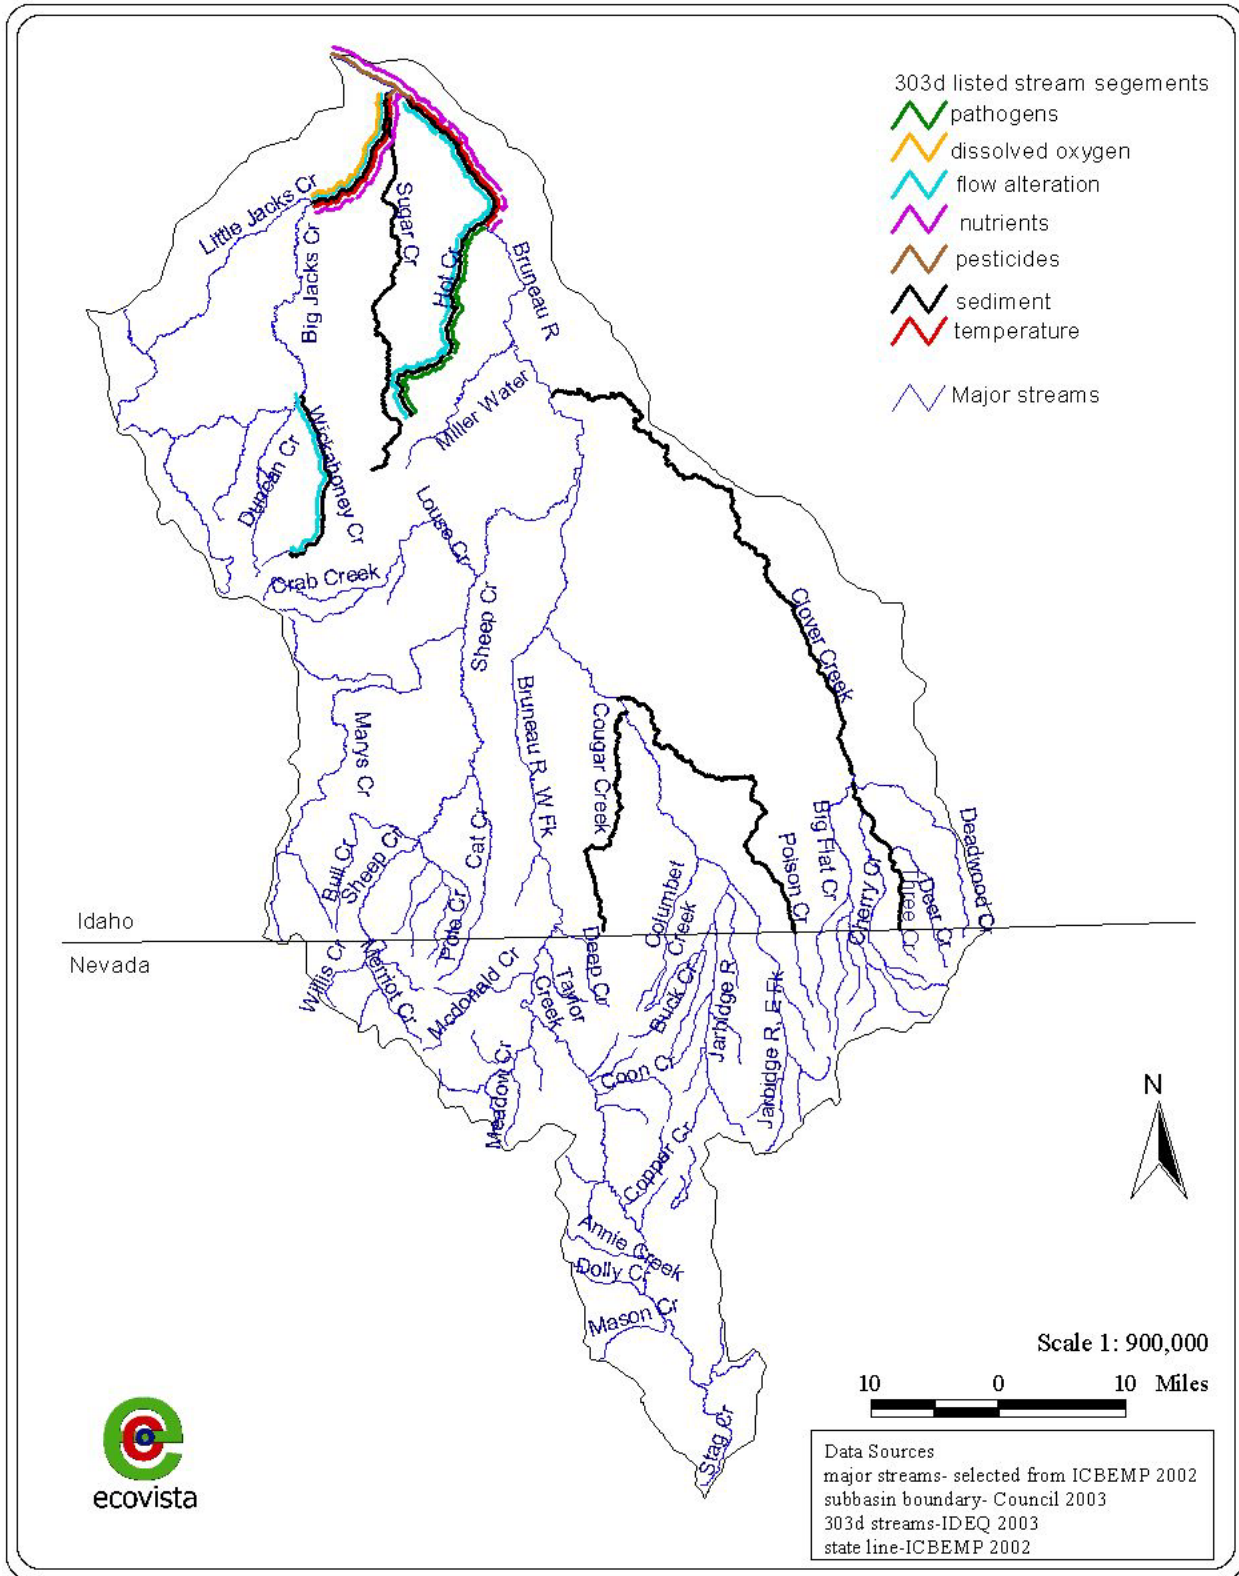 303d listed stream segements
pathogens
dissolved oxygen
flow alteration
nutrients
pesticides
sediment
temperature
Major streams
Little Jacks Cr
Big Jacks Cr
Sugar Cr
Hot Cr
Bruneau R
Miller Water
Wickahoney Cr
Duncan Cr
Louse Cr
Crab Creek
Sheep Cr
Clover Creek
Bruneau R, W Fk
Cougar Creek
Marys Cr
Cat Cr
Bull Cr
Sheep Cr
Pole Cr
Poison Cr
Big Flat Cr
Cherry Cr
Three Cr
Deer Cr
Deadwood Cr
Columbet
Creek
Idaho
Nevada
Willis Cr
Merriot Cr
Mcdonald Cr
Taylor
Creek
Deep Cr
Buck Cr
Jarbidge R
Jarbidge R, E Fk
Coon Cr
Meadow Cr
Copper Cr
Annie Creek
Dolly Cr
Mason Cr
Stag Cr
N
Scale 1: 900,000
10 0 10 Miles
Data Sources
major streams- selected from ICBEMP 2002
subbasin boundary- Council 2003
303d streams-IDEQ 2003
state line-ICBEMP 2002
ecovista